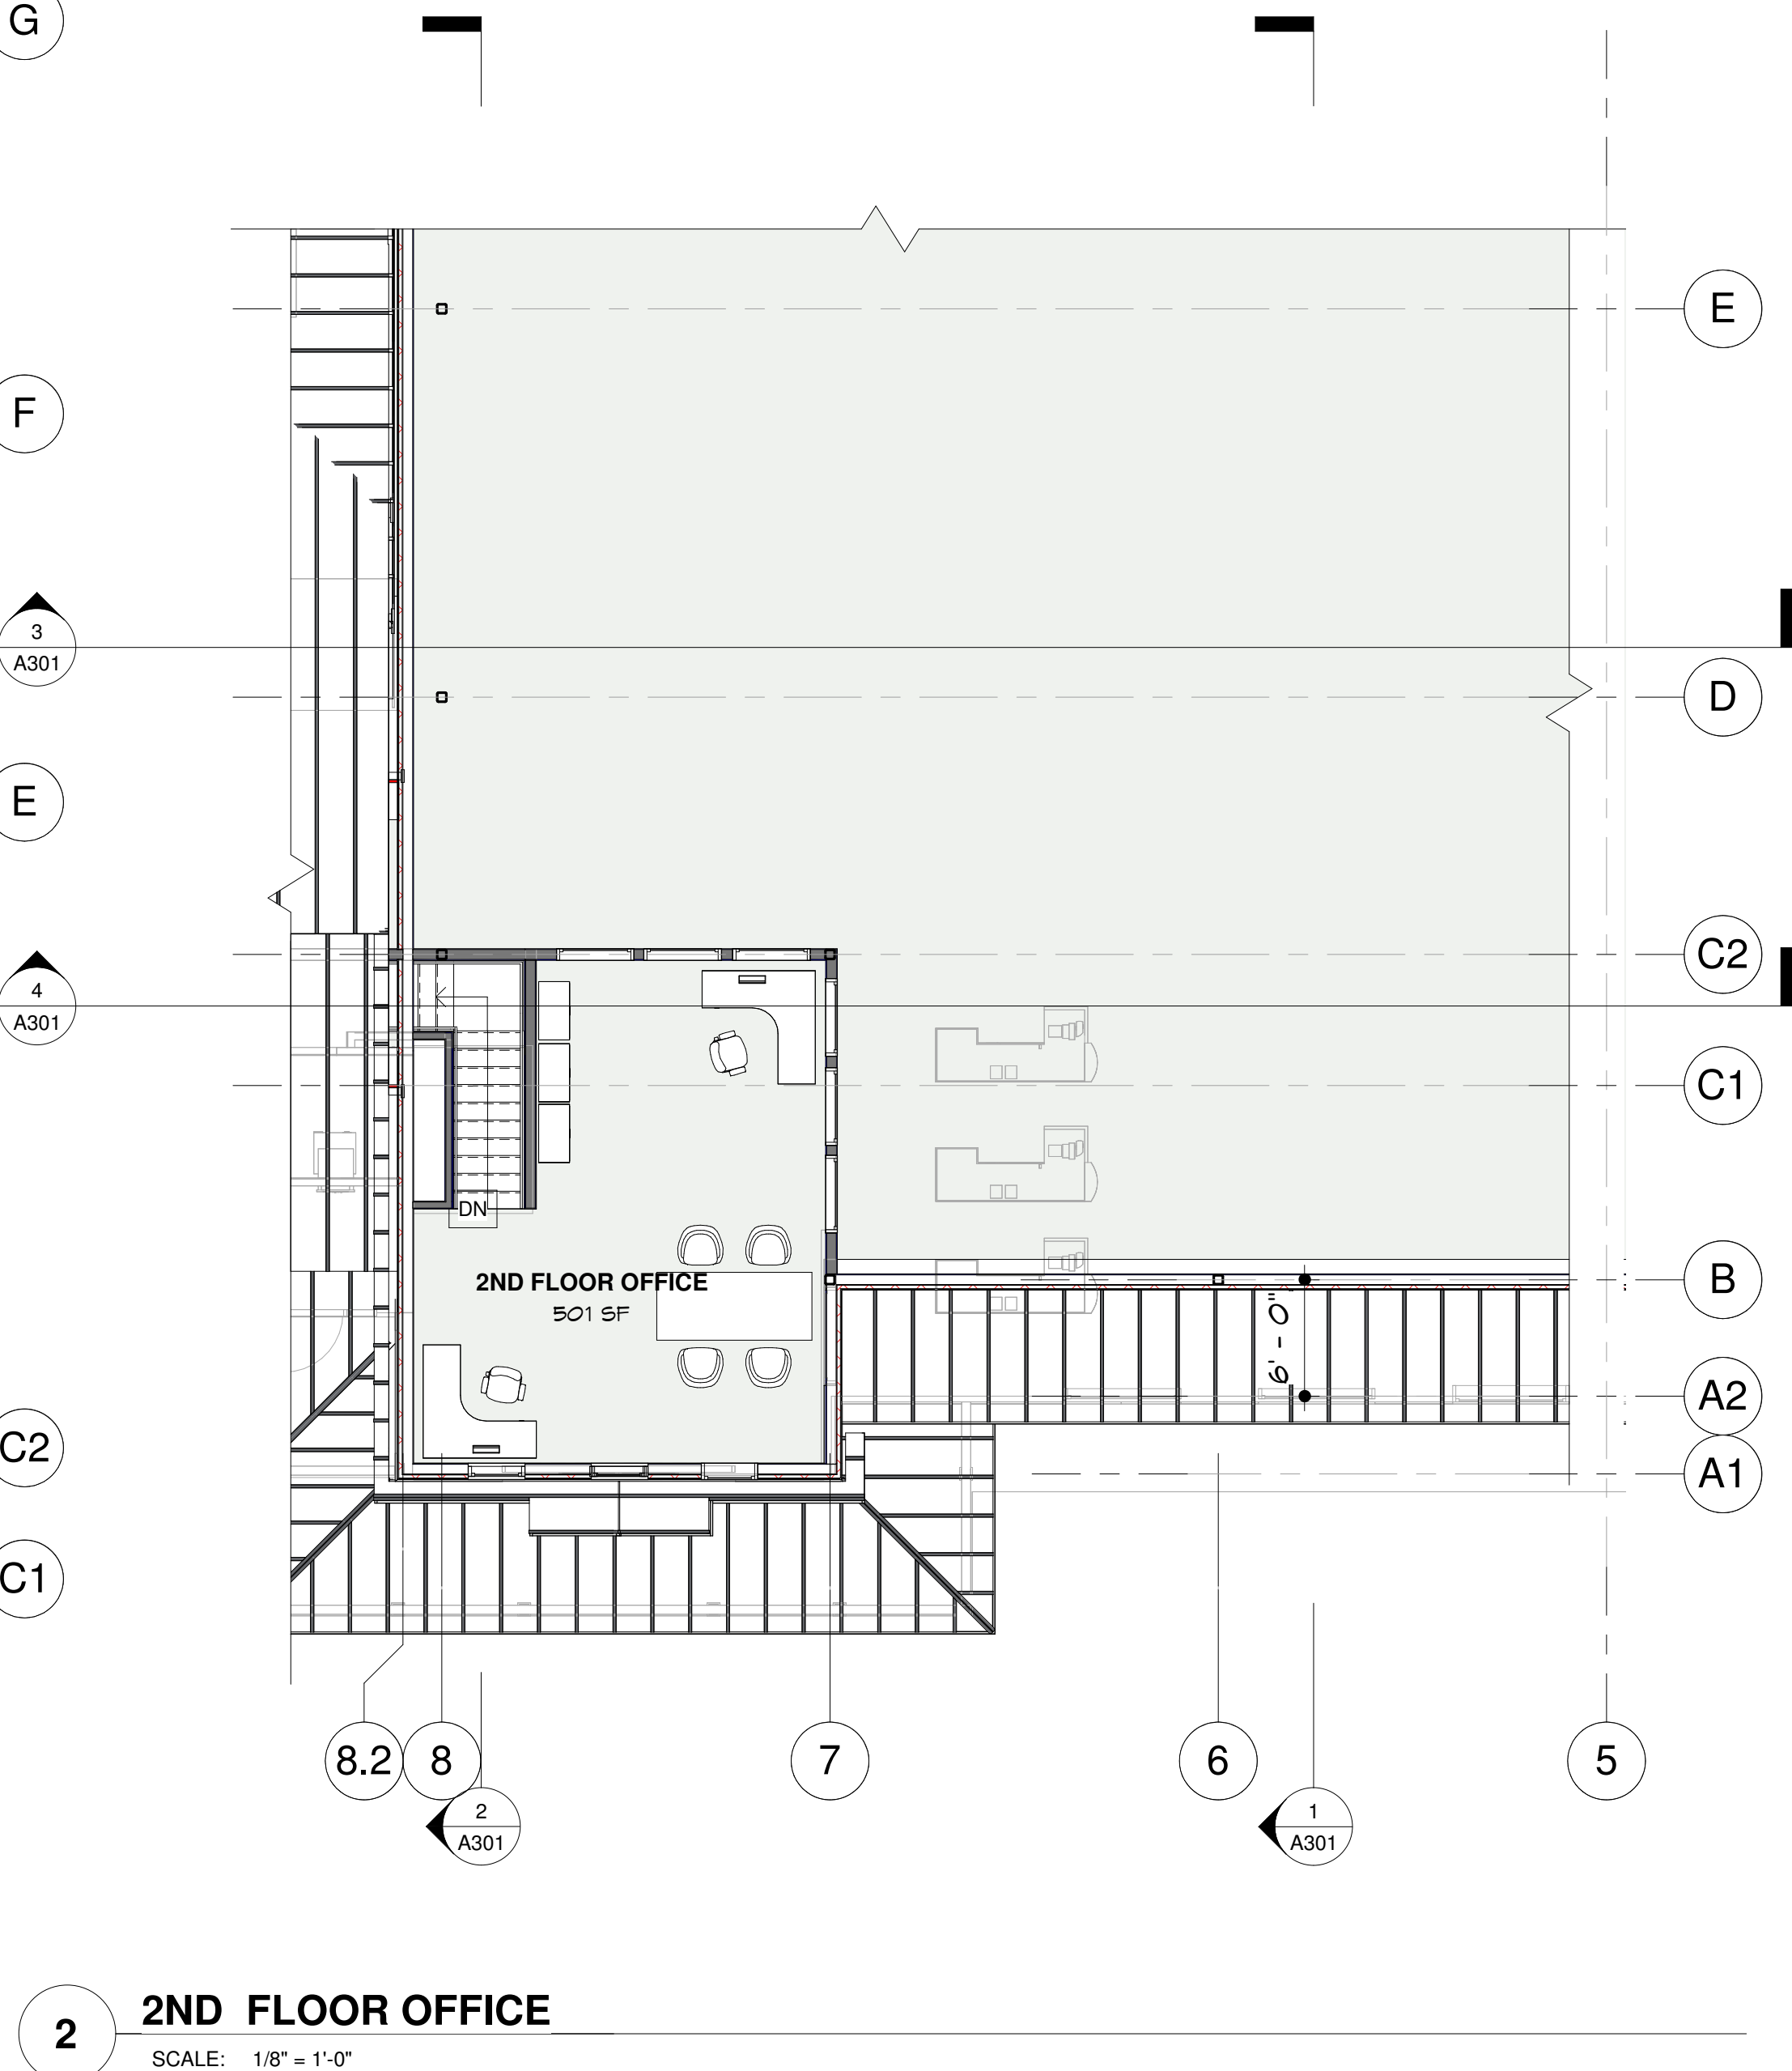 G
E
F
3
A301
D
E
C2
4
A301
C1
DN
2ND FLOOR OFFICE
501 SF
B
6' - 0"
A2
C2
A1
C1
8.2
8
7
6
5
2
A301
1
A301
2
2ND FLOOR OFFICE
SCALE: 1/8" = 1'-0"